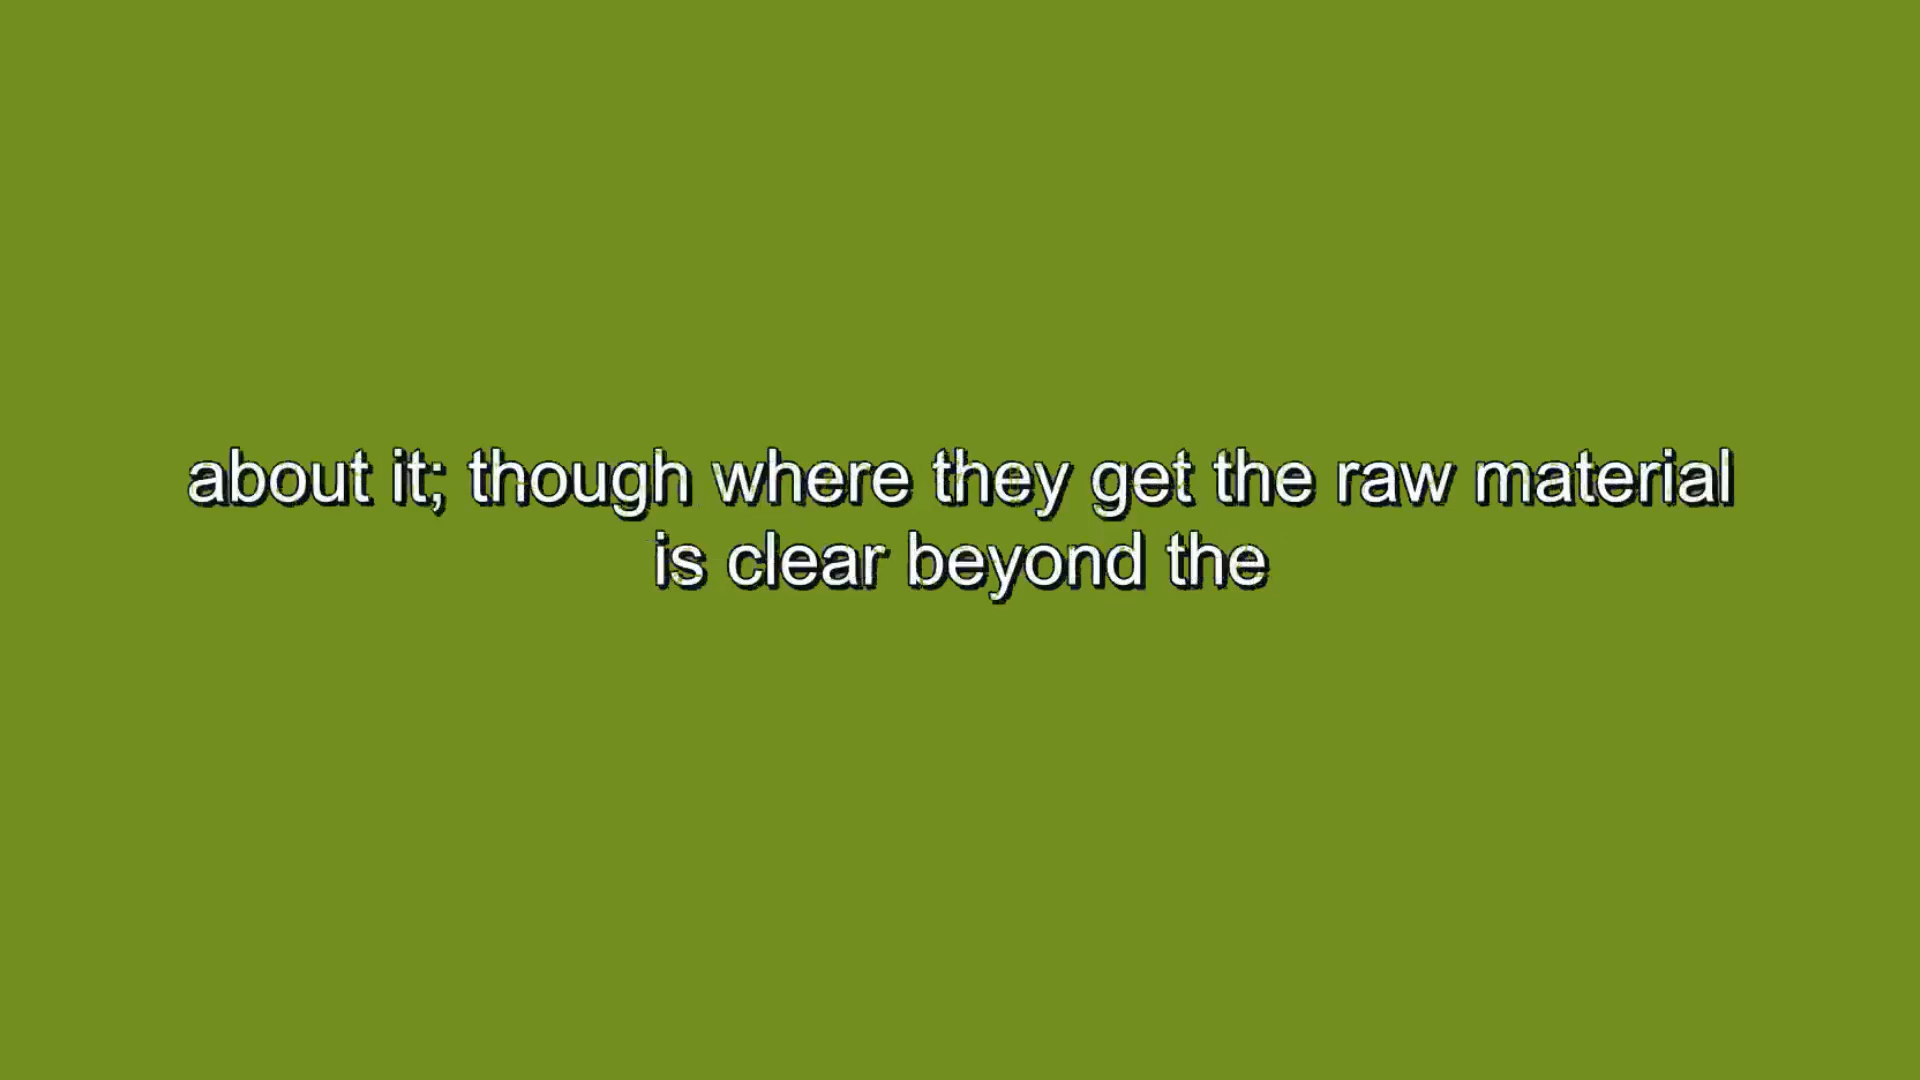 about it; though where they get the raw material
is clear beyond the